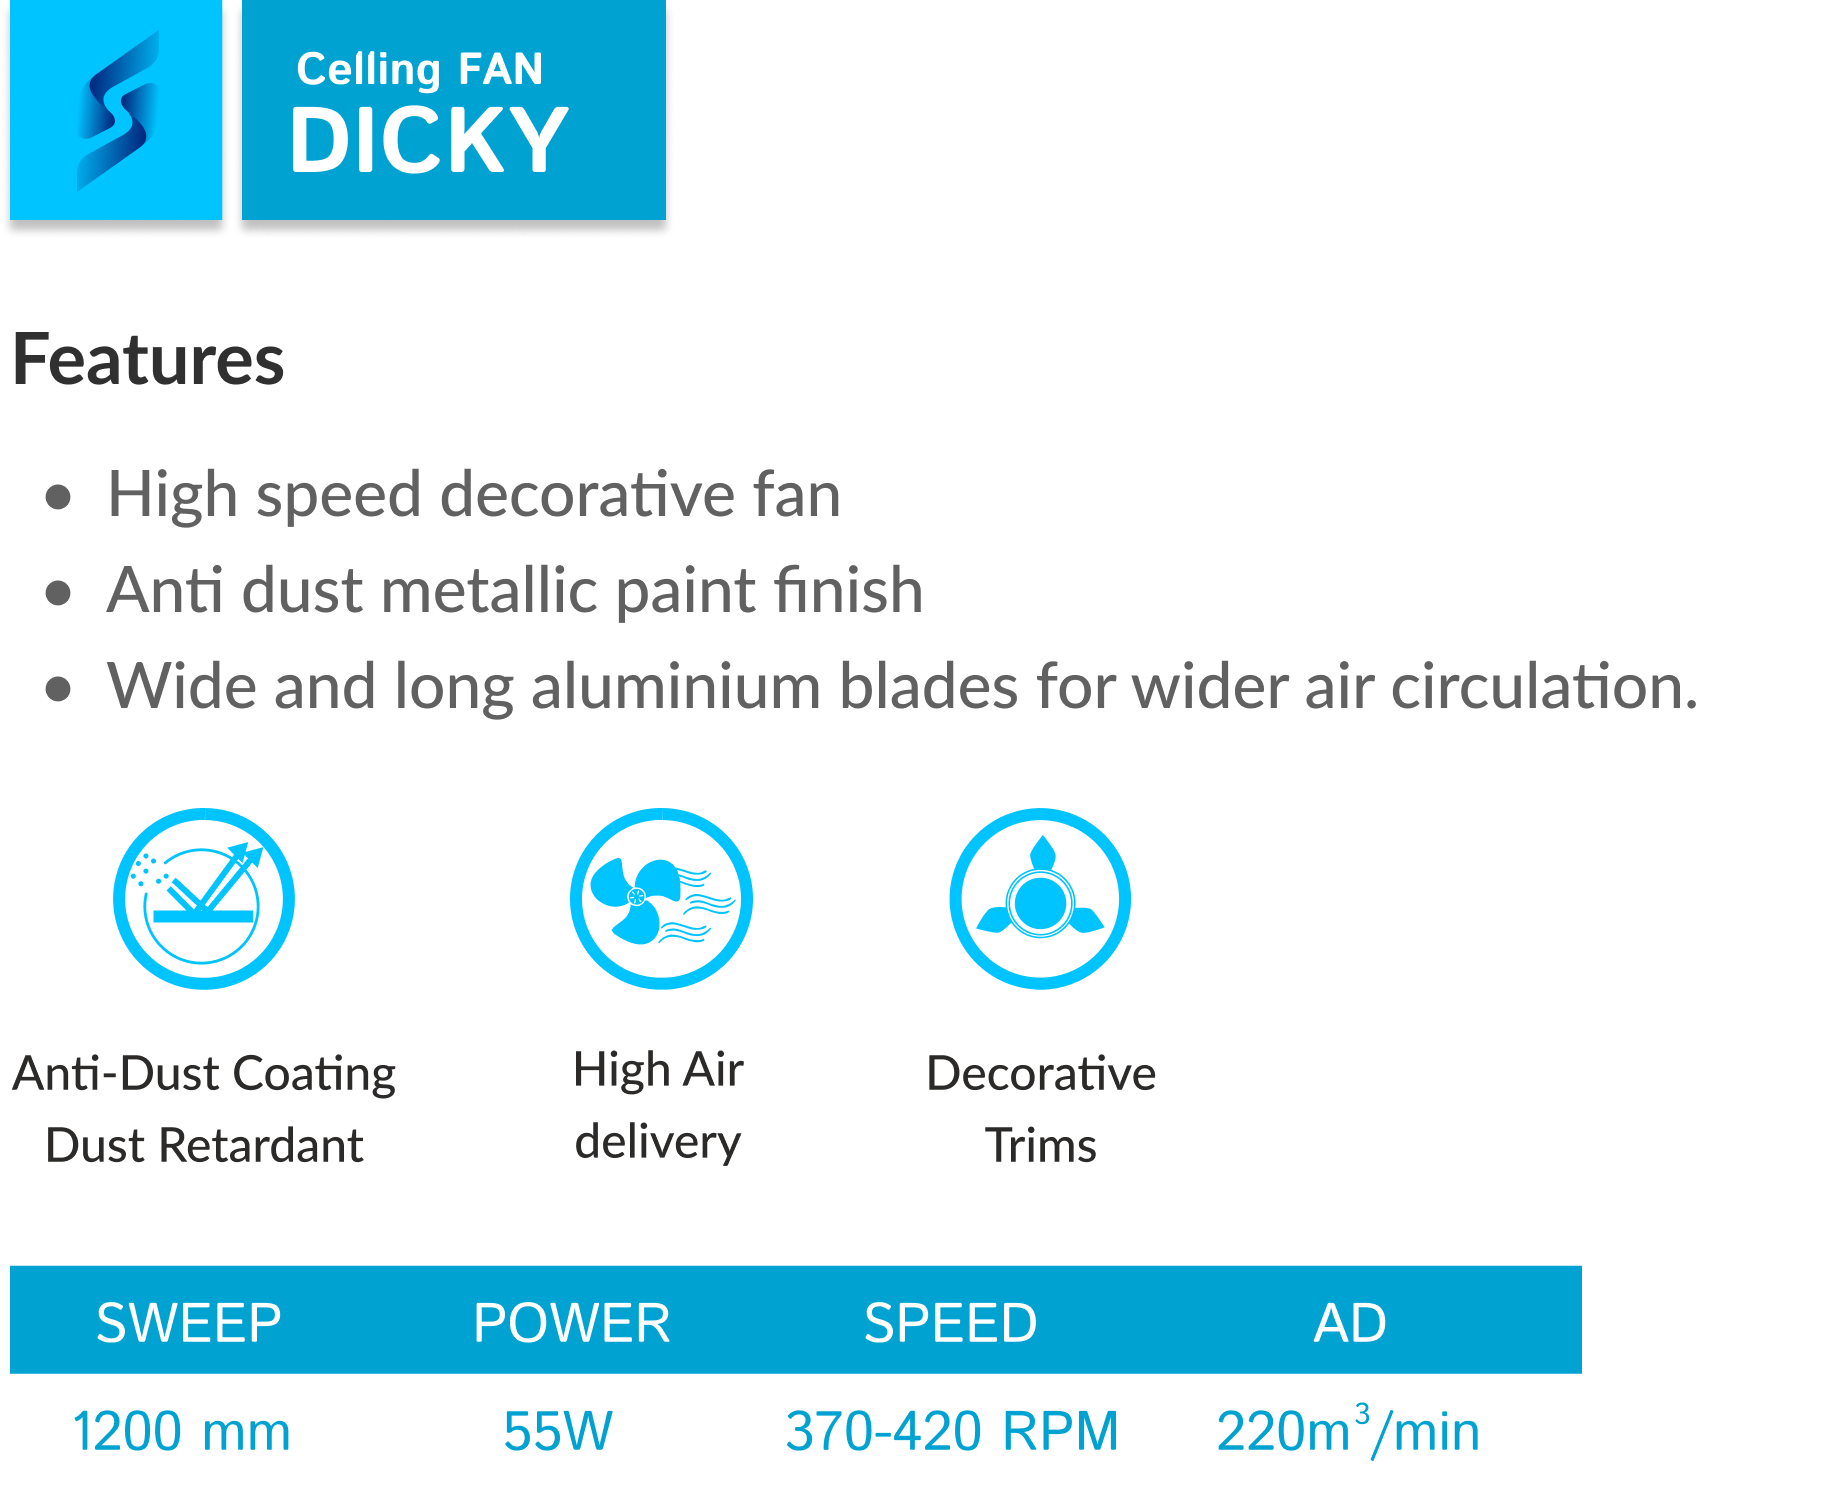 Celling FAN
DICKY
Features
• High speed decorative fan
• Anti dust metallic paint finish
• Wide and long aluminium blades for wider air circulation.
Anti-Dust Coating
Dust Retardant
High Air
delivery
Decorative
Trims
SWEEP POWER SPEED AD
1200 mm 55W 370-420 RPM 220m³/min